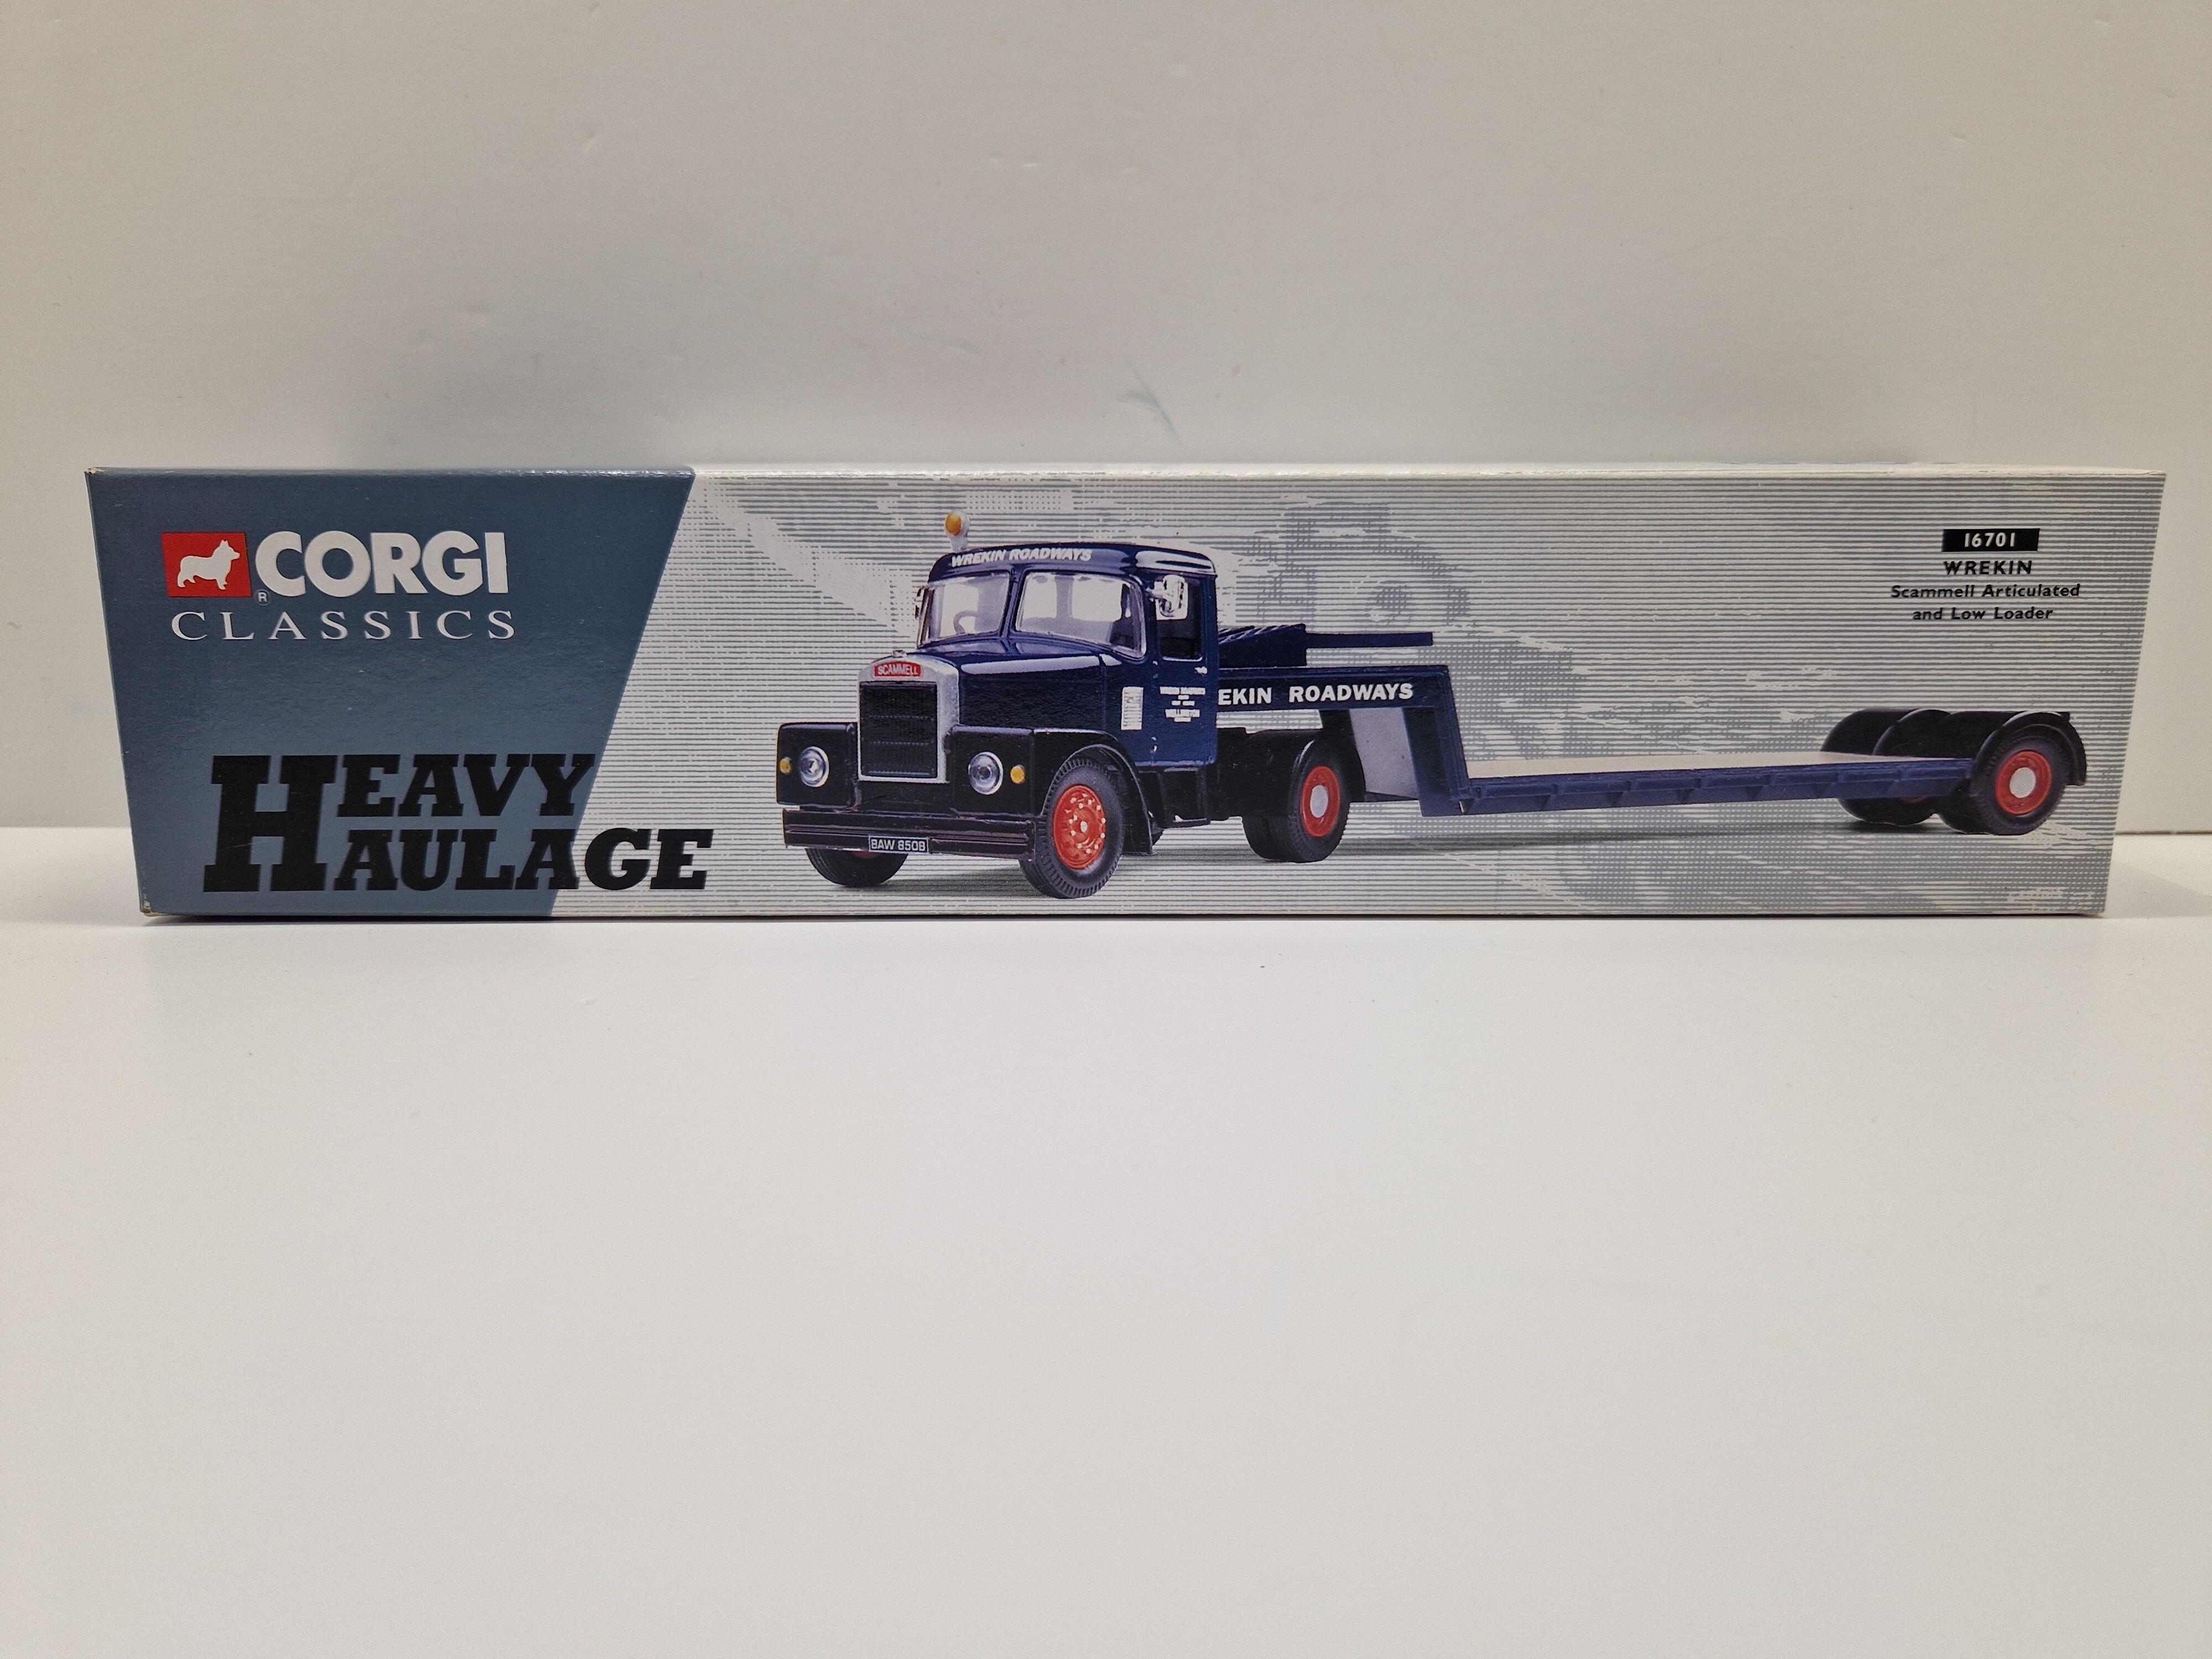 CORGI
®
CLASSICS
HEAVY
HAULAGE
WREKIN ROADWAYS
SCAMMELL
BAW 850B
EKIN ROADWAYS
16701
WREKIN
Scammell Articulated
and Low Loader